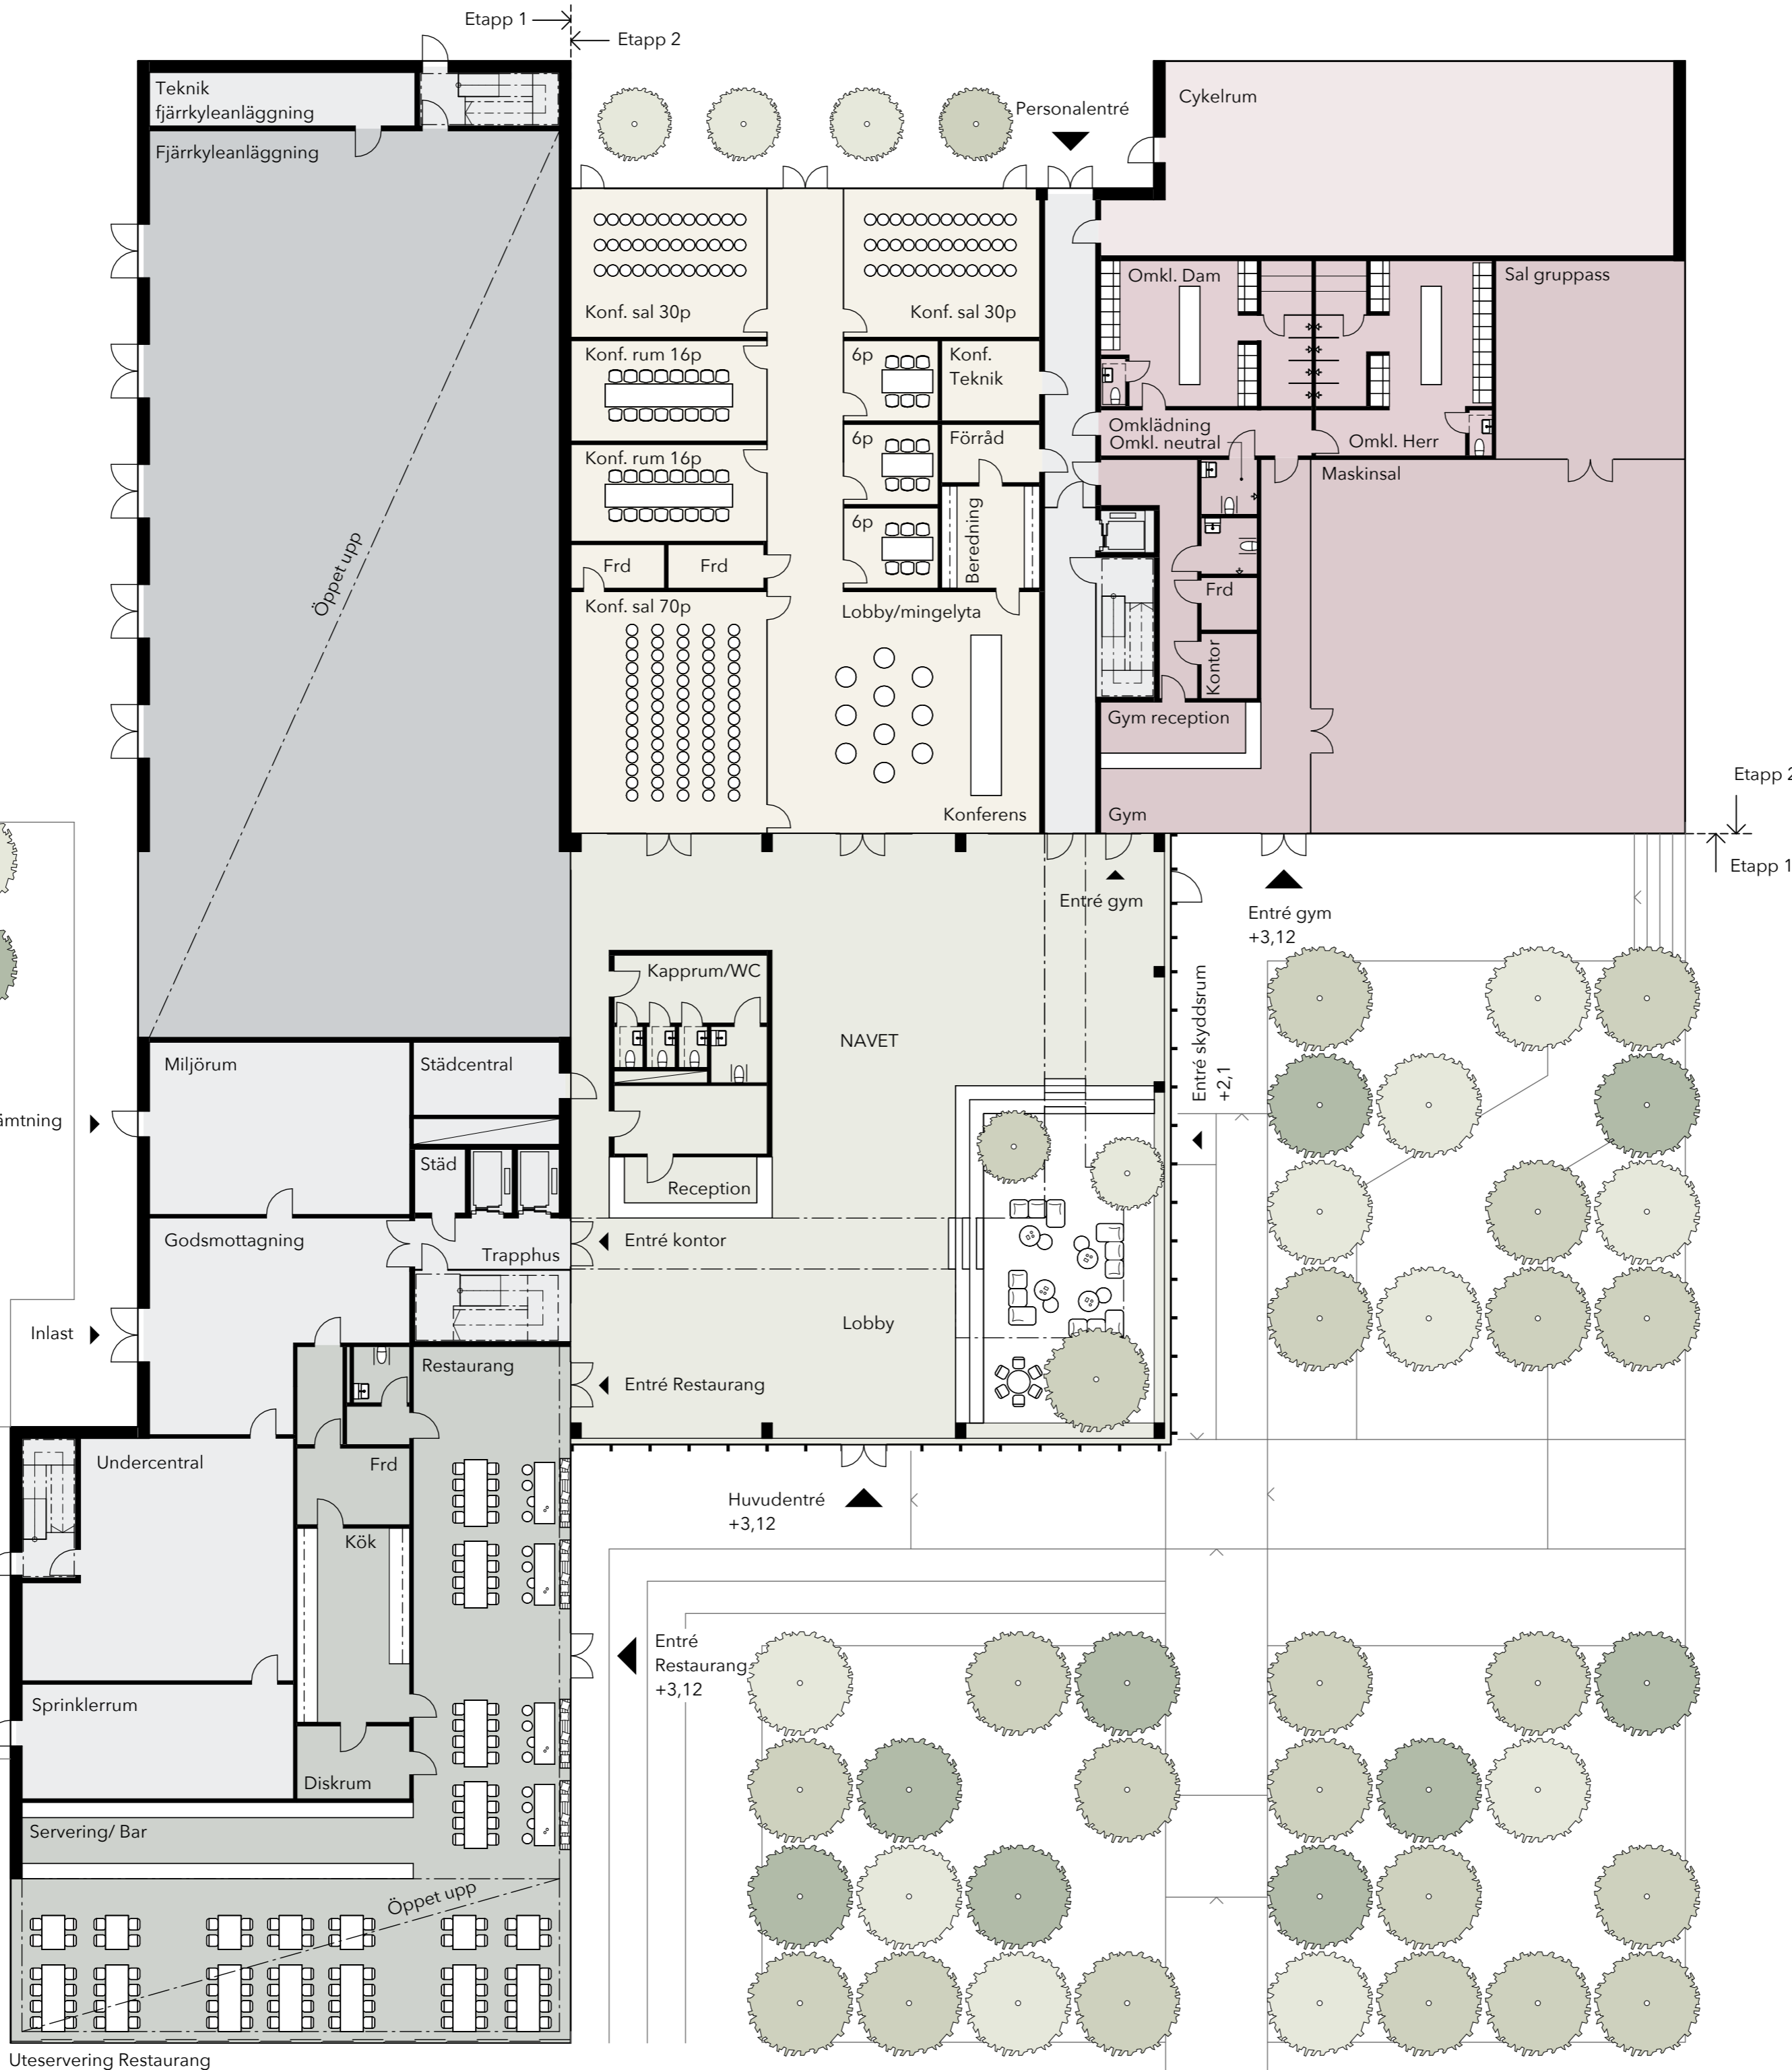 Etapp 1
Etapp 2
Teknik
fjärrkyleanläggning
Personalentré
Cykelrum
Fjärrkyleanläggning
Öppet upp
Konf. sal 30p
Konf. sal 30p
Konf. rum 16p
6p
Konf.
Teknik
Konf. rum 16p
6p
Förråd
6p
Beredning
Frd
Frd
Konf. sal 70p
Lobby/mingelyta
Konferens
Omkl. Dam
Sal gruppass
Omklädning
Omkl. neutral
Omkl. Herr
Maskinsal
Frd
Kontor
Gym reception
Gym
Etapp 2
Etapp 1
Entré gym
Entré gym
+3,12
Kapprum/WC
NAVET
Entré skyddsrum
+2,1
Miljörum
Städcentral
ämtning
Städ
Reception
Godsmottagning
Trapphus
Entré kontor
Inlast
Lobby
Restaurang
Entré Restaurang
Undercentral
Frd
Huvudentré
+3,12
Kök
Entré
Restaurang
+3,12
Sprinklerrum
Diskrum
Servering/ Bar
Öppet upp
Uteservering Restaurang